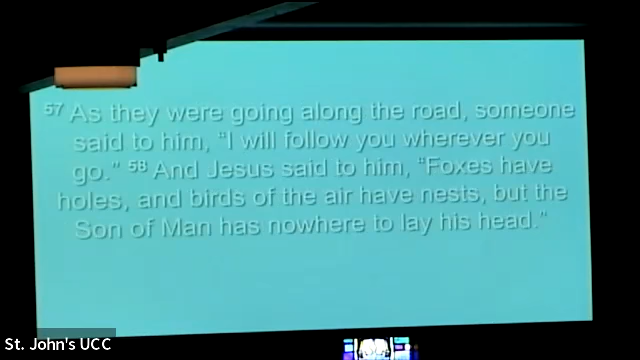 57 As they were going along the road, someone
said to him, “I will follow you wherever you
go.” 58 And Jesus said to him, “Foxes have
holes, and birds of the air have nests, but the
Son of Man has nowhere to lay his head.”
St. John's UCC